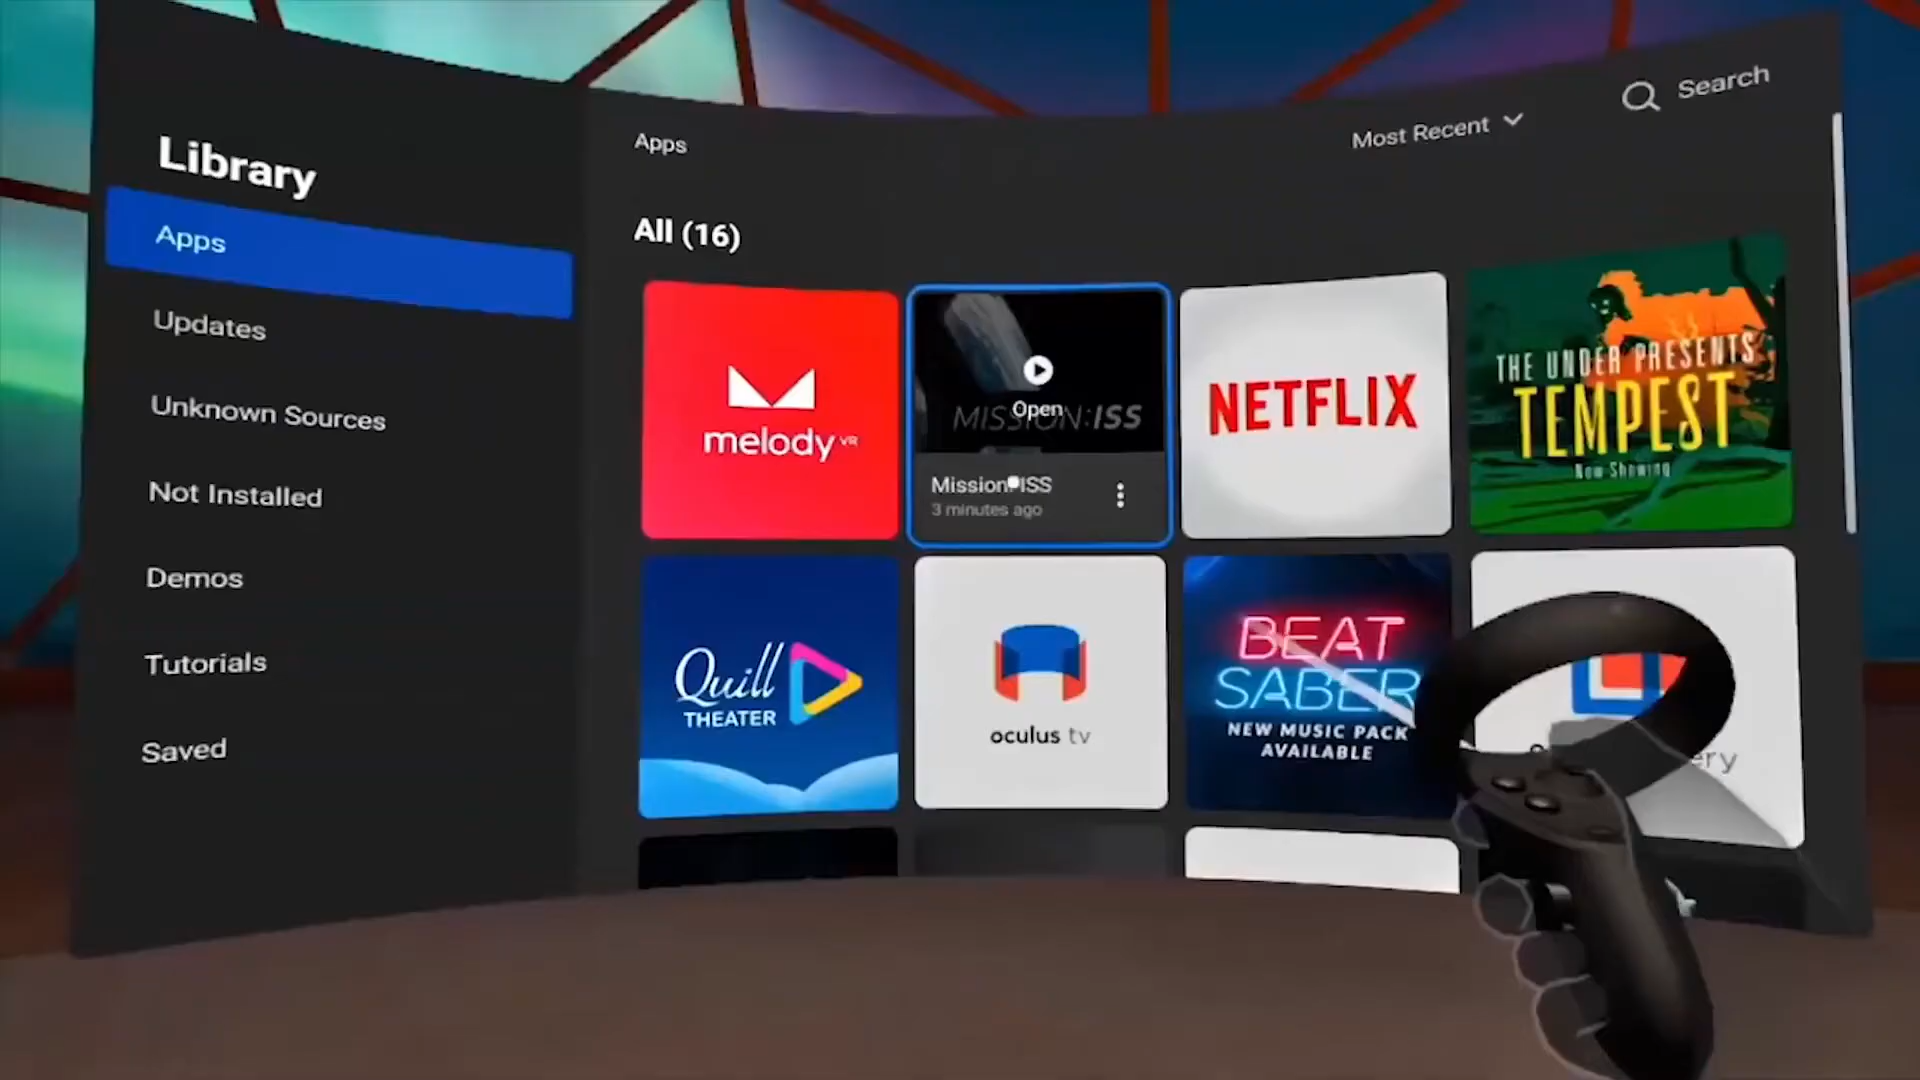 Library
Apps
Updates
Unknown Sources
Not Installed
Demos
Tutorials
Saved
Apps
Most Recent
Search
All (16)
melody VR
Open
MISSION:ISS
Mission:ISS
3 minutes ago
NETFLIX
THE UNDER PRESENTS
TEMPEST
Now Showing
Quill
THEATER
oculus tv
BEAT
SABER
NEW MUSIC PACK
AVAILABLE